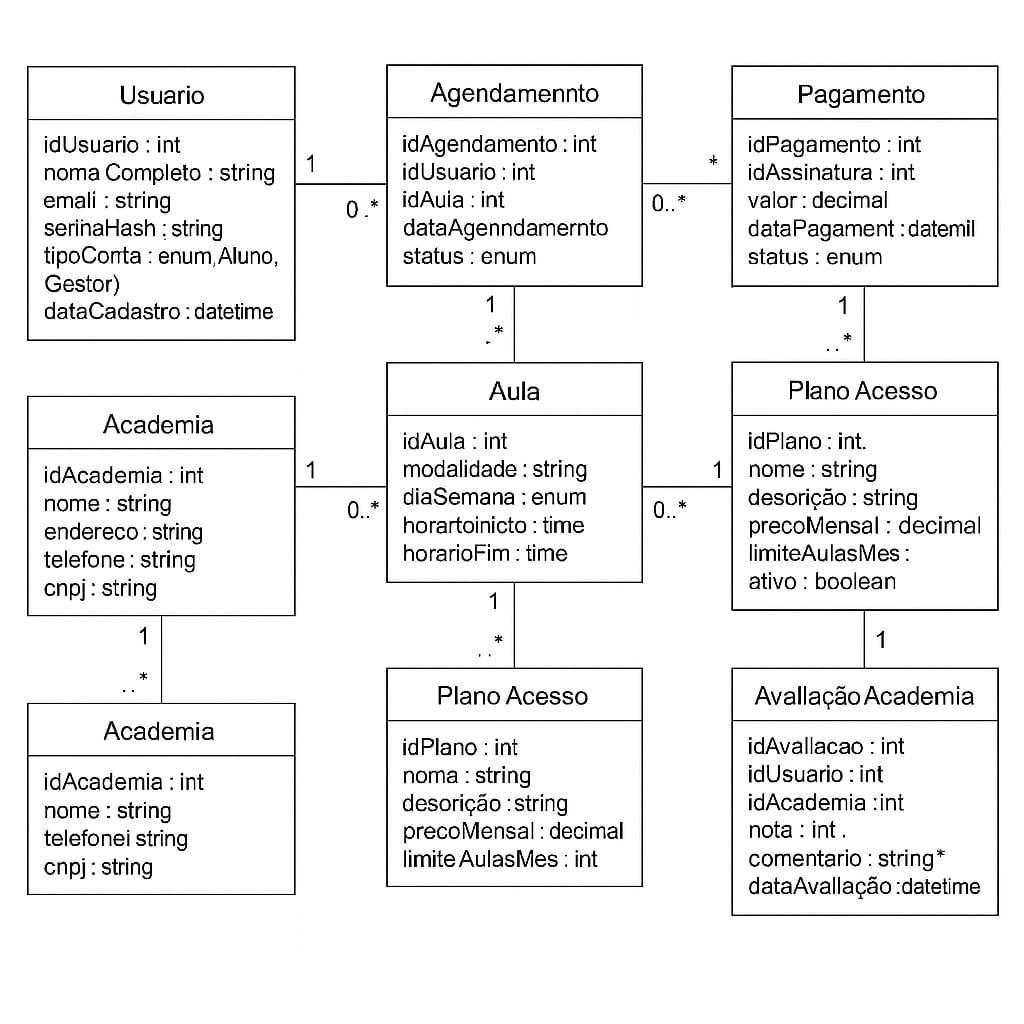 Usuario
idUsuario : int
noma Completo : string
emali : string
serinaHash : string
tipoCorrta : enum,Aluno,
Gestor)
dataCadastro : datetime
1
0 .*
Agendamennto
idAgendamento : int
idUsuario : int
idAuia : int
dataAgenndamernto
status : enum
*
0..*
Pagamento
idPagamento : int
idAssinatura : int
valor : decimal
dataPagament : datemil
status : enum
1
.*
1
..*
Academia
idAcademia : int
nome : string
endereco : string
telefone : string
cnpj : string
1
0..*
Aula
idAula : int
modalidade : string
diaSemana : enum
horartoinicto : time
horarioFim : time
1
0..*
Plano Acesso
idPlano : int.
nome : string
desorição : string
precoMensal : decimal
limiteAulasMes :
ativo : boolean
1
..*
1
..*
1
Academia
idAcademia : int
nome : string
telefonei string
cnpj : string
Plano Acesso
idPlano : int
noma : string
desorição : string
precoMensal : decimal
limite AulasMes : int
Avallação Academia
idAvallacao : int
idUsuario : int
idAcademia :int
nota : int .
comentario : string*
dataAvallação :datetime